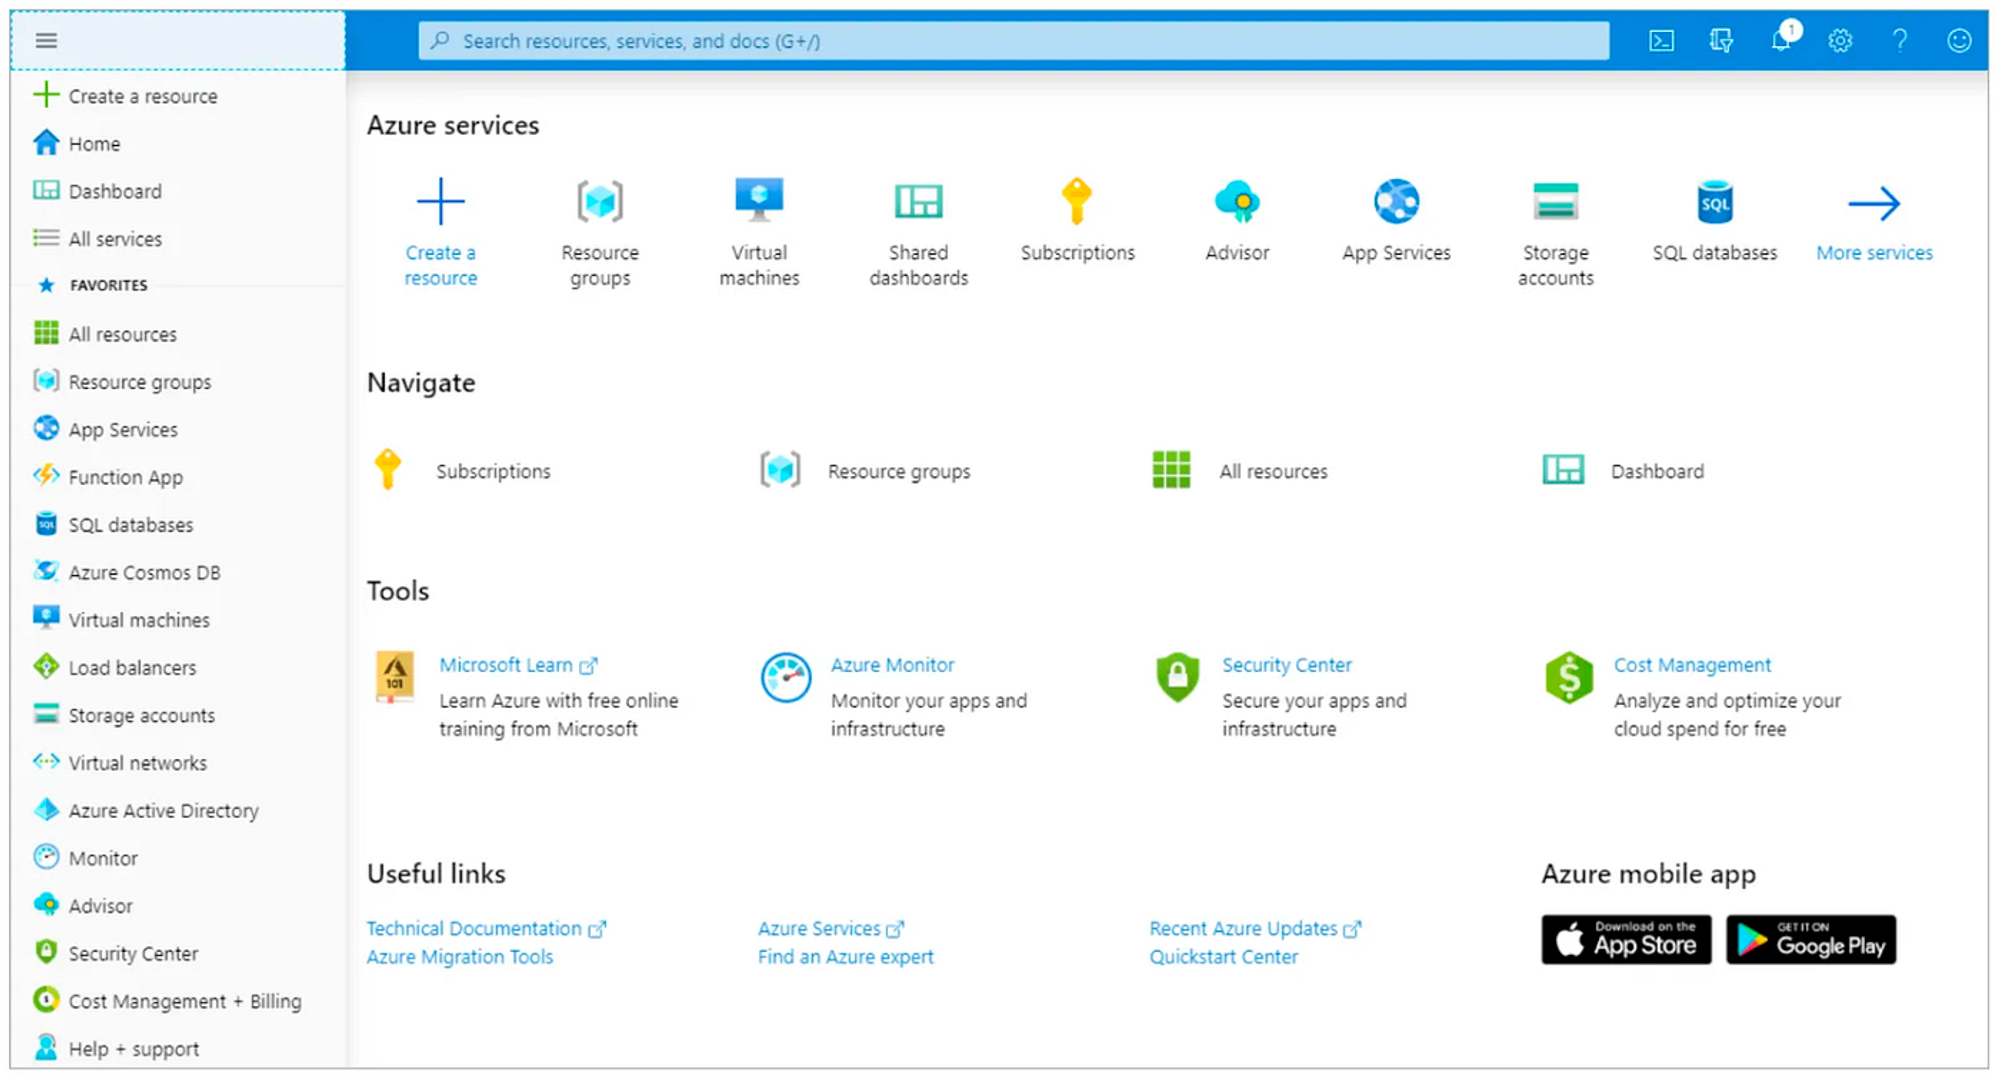 Search resources, services, and docs (G+/)
1
Create a resource
Home
Dashboard
All services
FAVORITES
All resources
Resource groups
App Services
Function App
SQL
SQL databases
Azure Cosmos DB
Virtual machines
Load balancers
Storage accounts
Virtual networks
Azure Active Directory
Monitor
Advisor
Security Center
Cost Management + Billing
Help + support
Azure services
Create a
resource
Resource
groups
Virtual
machines
Shared
dashboards
Subscriptions
Advisor
App Services
Storage
accounts
SQL
SQL databases
More services
Navigate
Subscriptions
Resource groups
All resources
Dashboard
Tools
101
Microsoft Learn
Learn Azure with free online
training from Microsoft
Azure Monitor
Monitor your apps and
infrastructure
Security Center
Secure your apps and
infrastructure
$
Cost Management
Analyze and optimize your
cloud spend for free
Useful links
Technical Documentation
Azure Migration Tools
Azure Services
Find an Azure expert
Recent Azure Updates
Quickstart Center
Azure mobile app
Download on the
App Store
GET IT ON
Google Play